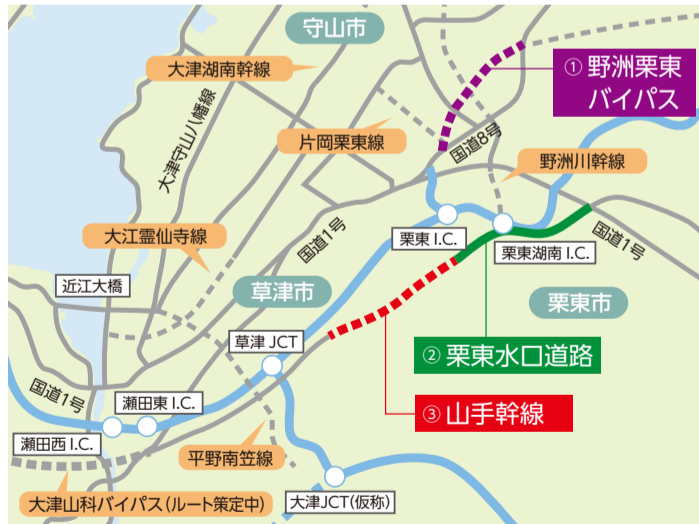 守山市
大津湖南幹線
大津守山八幡線
① 野洲栗東
バイパス
片岡栗東線
国道8号
野洲川幹線
大江霊仙寺線
国道1号
栗東 I.C.
栗東湖南 I.C.
国道1号
近江大橋
草津市
栗東市
草津 JCT
② 栗東水口道路
国道1号
瀬田東 I.C.
③ 山手幹線
瀬田西 I.C.
平野南笠線
大津山科バイパス(ルート策定中)
大津JCT(仮称)